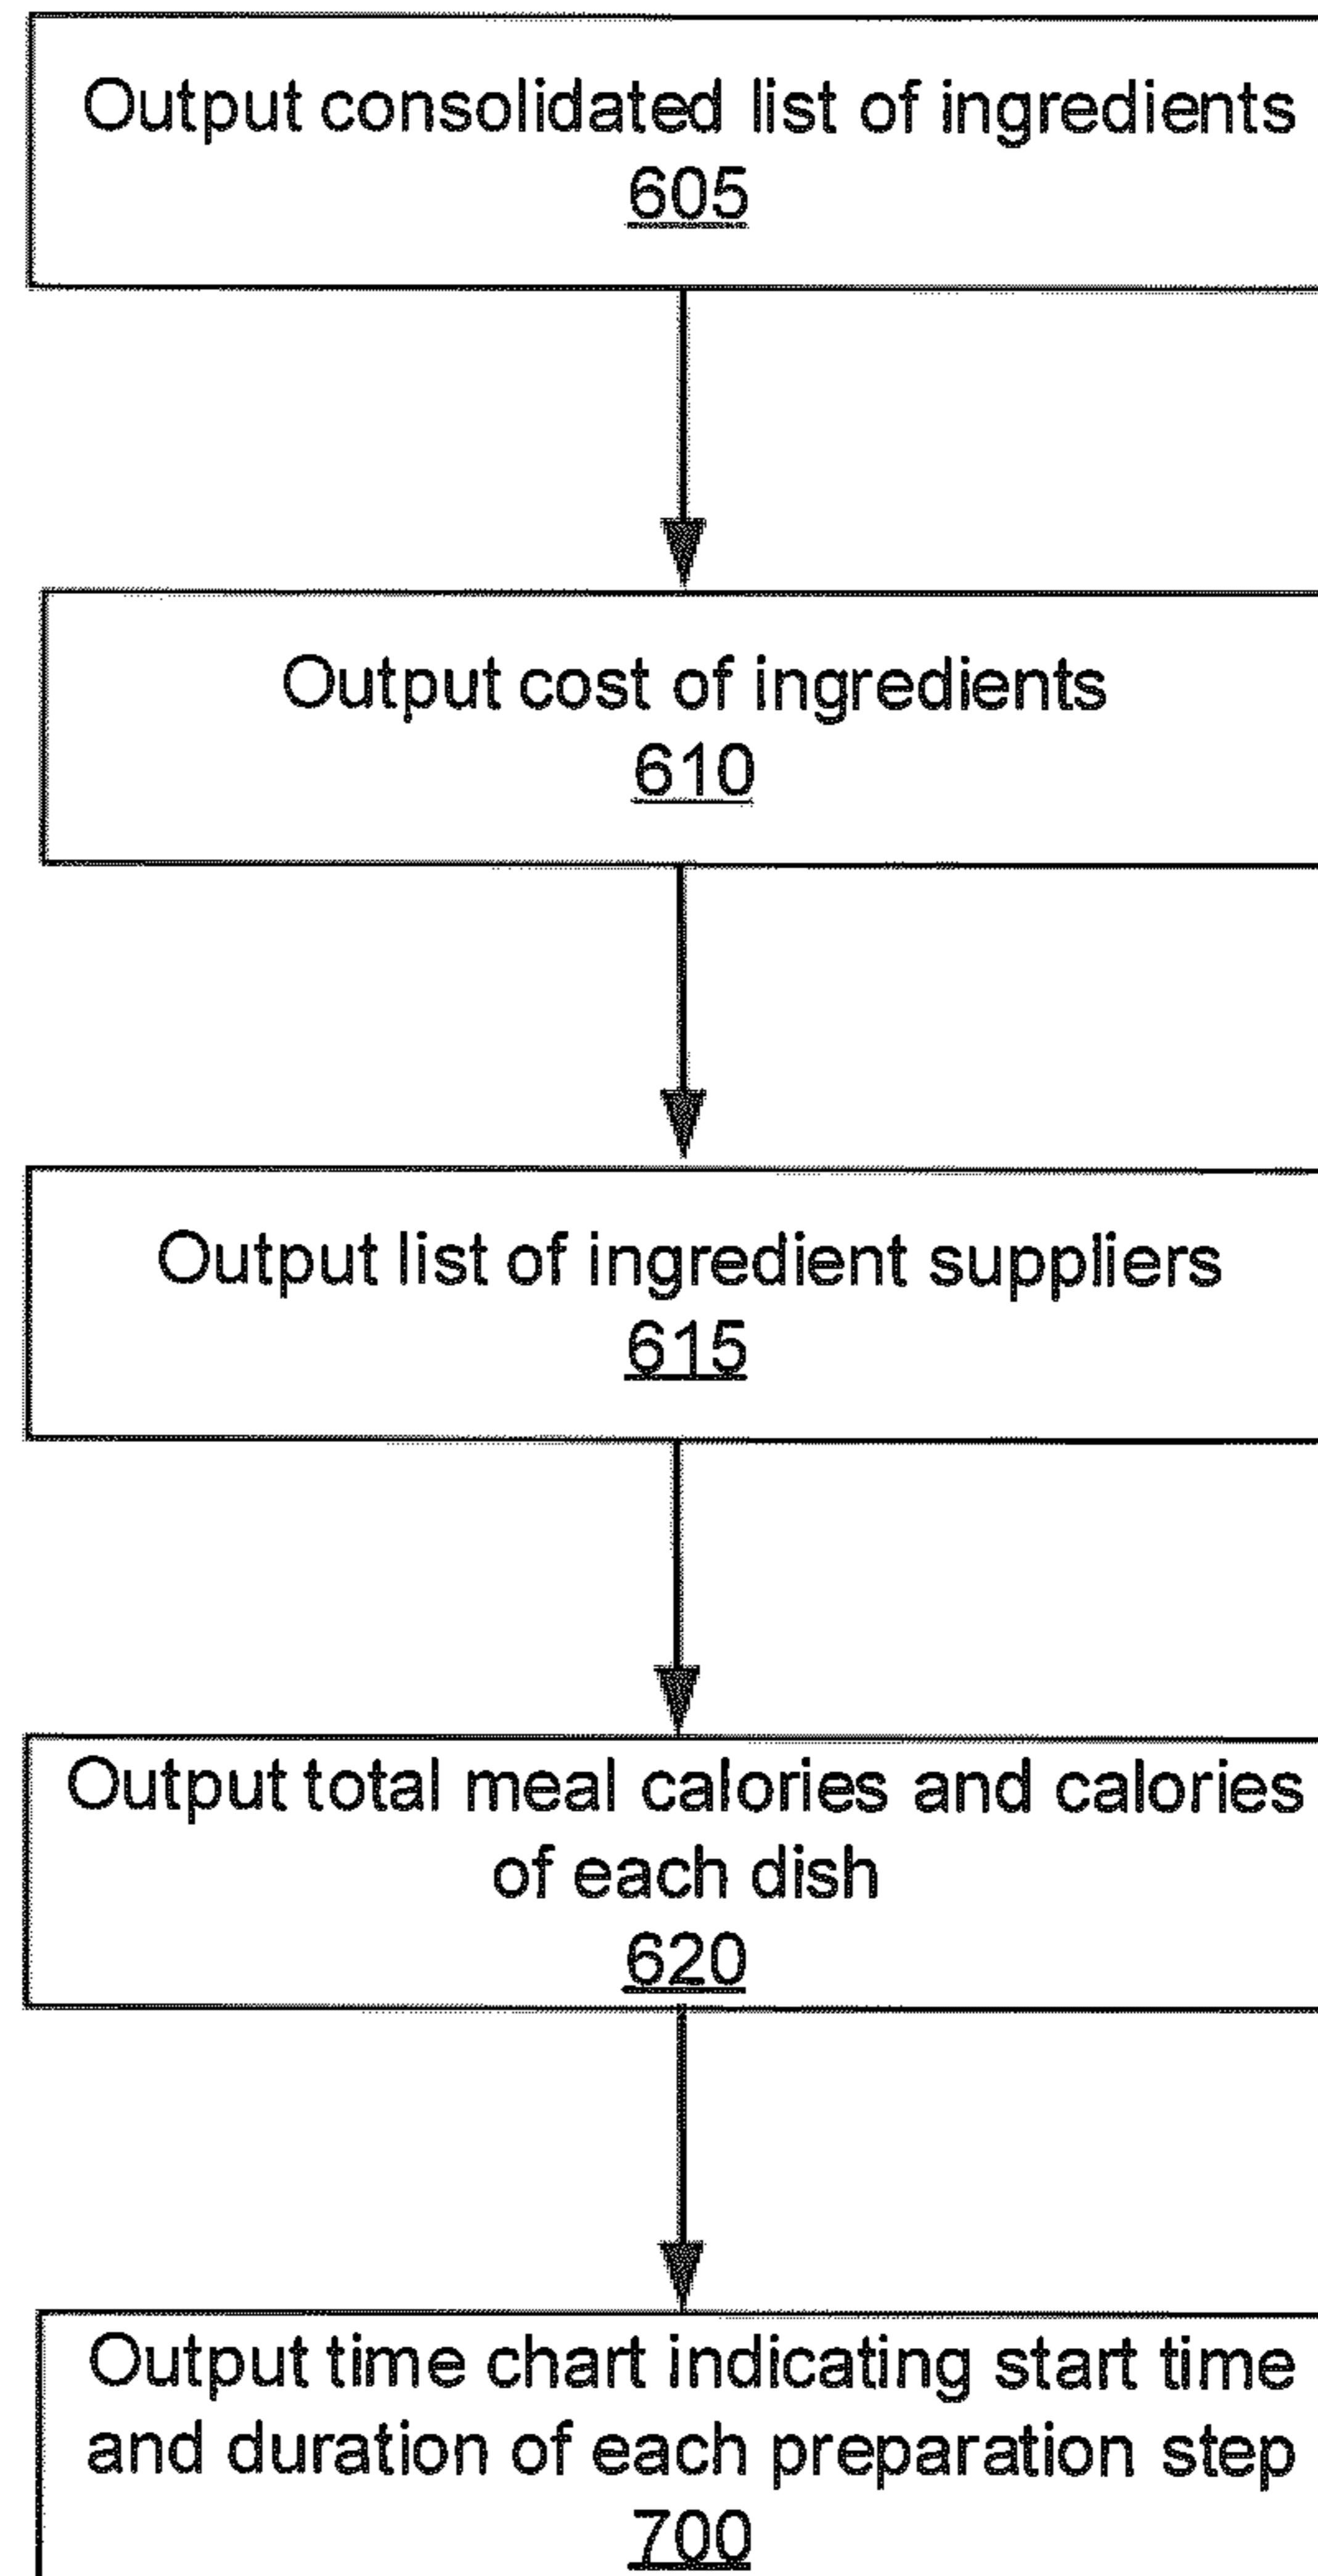 Output consolidated list of ingredients
605
Output cost of ingredients
610
Output list of ingredient suppliers
615
Output total meal calories and calories
of each dish
620
Output time chart indicating start time
and duration of each preparation step
700